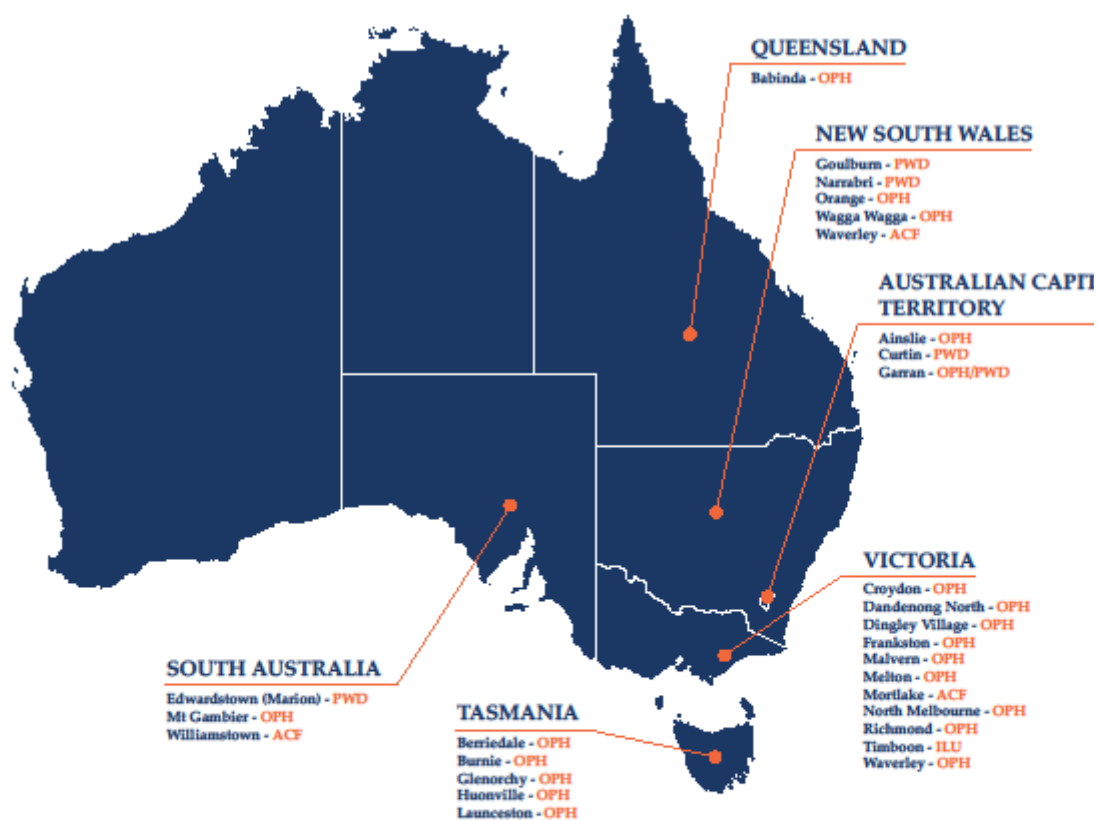 QUEENSLAND
Babinda - OPH
NEW SOUTH WALES
Goulburn - PWD
Narrabri - PWD
Orange - OPH
Wagga Wagga - OPH
Waverley - ACF
AUSTRALIAN CAPIT
TERRITORY
Ainslie - OPH
Curtin - PWD
Garran - OPH/PWD
VICTORIA
Croydon - OPH
Dandenong North - OPH
Dingley Village - OPH
Frankston - OPH
Malvern - OPH
Melton - OPH
Mortlake - ACF
North Melbourne - OPH
Richmond - OPH
Timboon - ILU
Waverley - OPH
SOUTH AUSTRALIA
Edwardstown (Marion) - PWD
Mt Gambier - OPH
Williamstown - ACF
TASMANIA
Berriedale - OPH
Burnie - OPH
Glenorchy - OPH
Huonville - OPH
Launceston - OPH